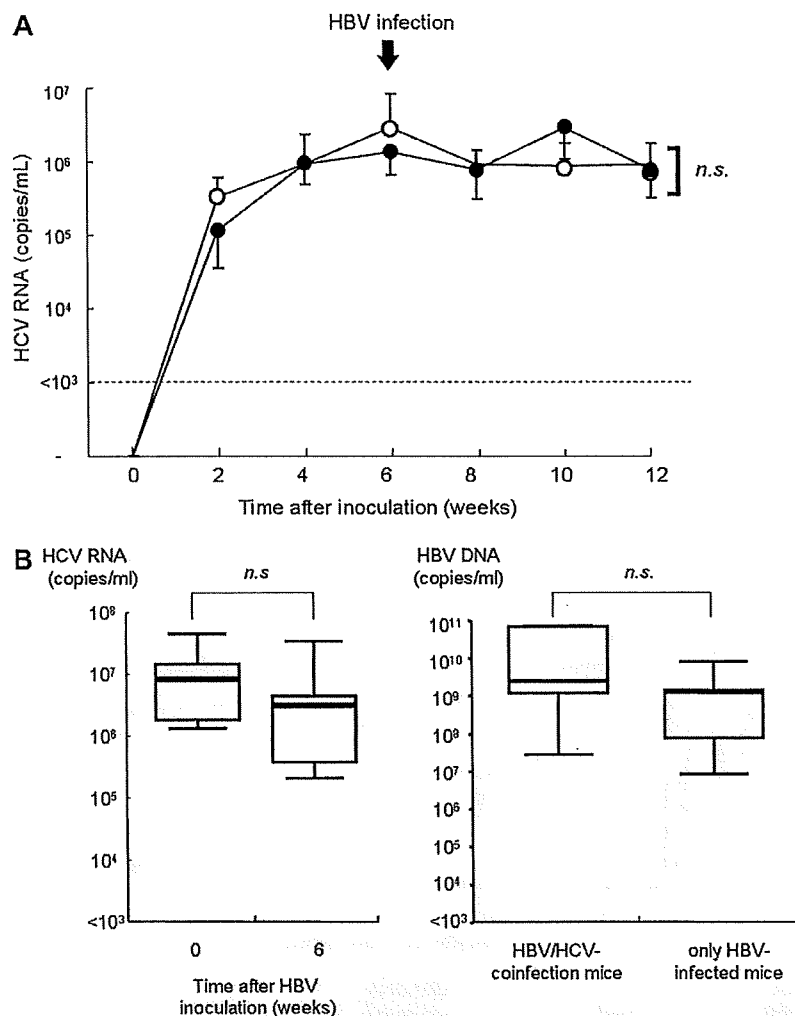 A
HBV infection
HCV RNA (copies/mL)
10⁷
10⁶
10⁵
10⁴
<10³
-
n.s.
0 2 4 6 8 10 12
Time after inoculation (weeks)
B
HCV RNA
(copies/ml)
n.s
10⁸
10⁷
10⁶
10⁵
10⁴
<10³
0 6
Time after HBV
inoculation (weeks)
HBV DNA
(copies/ml)
n.s.
10¹¹
10¹⁰
10⁹
10⁸
10⁷
10⁶
10⁵
10⁴
<10³
HBV/HCV-
coinfection mice
only HBV-
infected mice